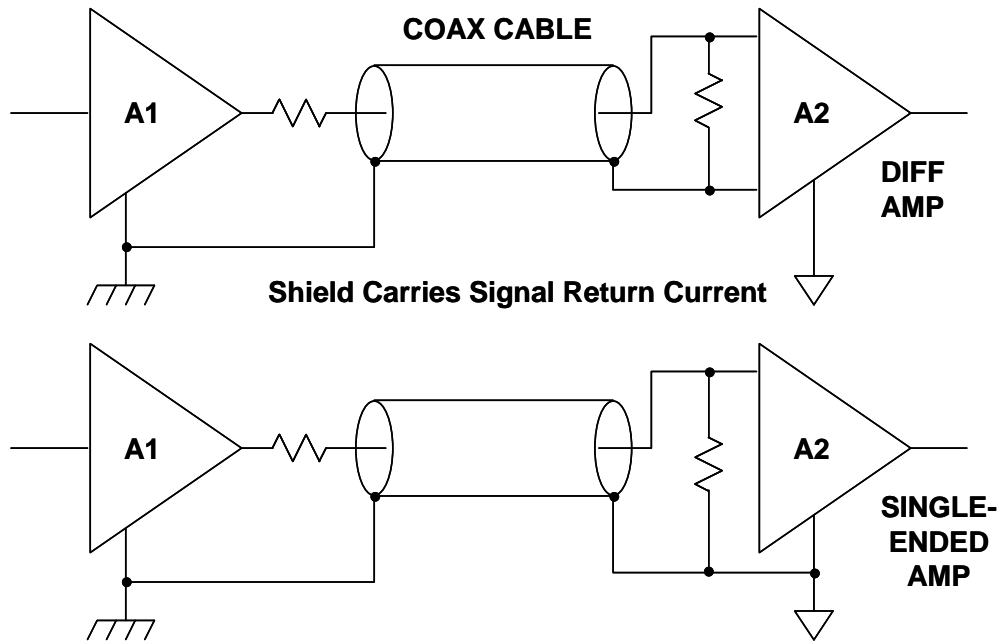 COAX CABLE
A1
A2
DIFF
AMP
Shield Carries Signal Return Current
A1
A2
SINGLE-
ENDED
AMP